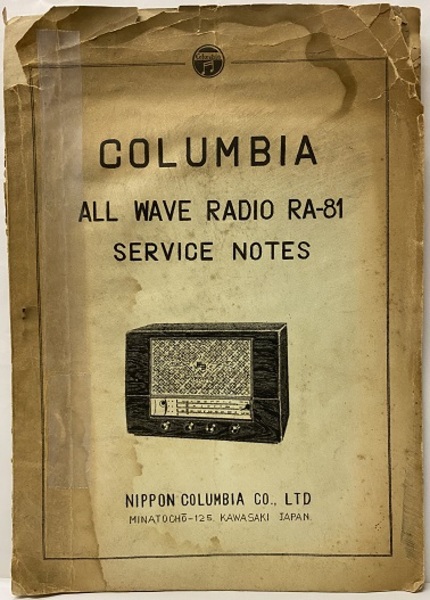 COLUMBIA
ALL WAVE RADIO RA-81
SERVICE NOTES
NIPPON COLUMBIA CO., LTD
MINATOCHŌ-125. KAWASAKI JAPAN.